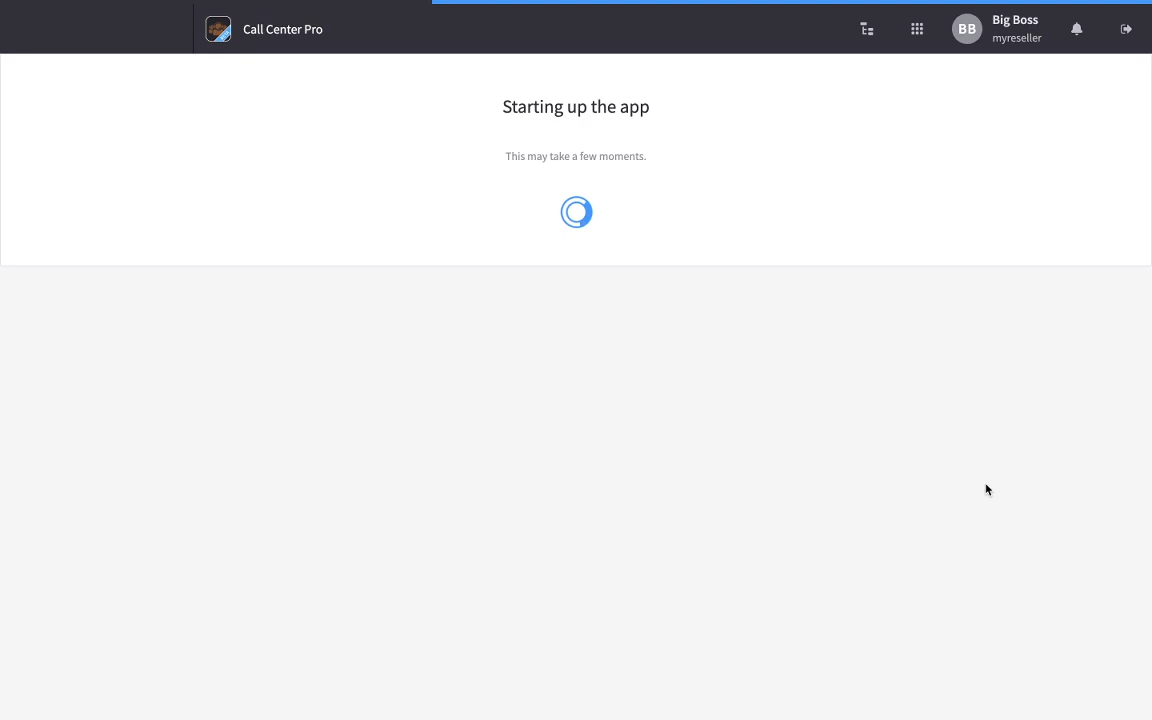 Call Center Pro
BB
Big Boss
myreseller
Starting up the app
This may take a few moments.